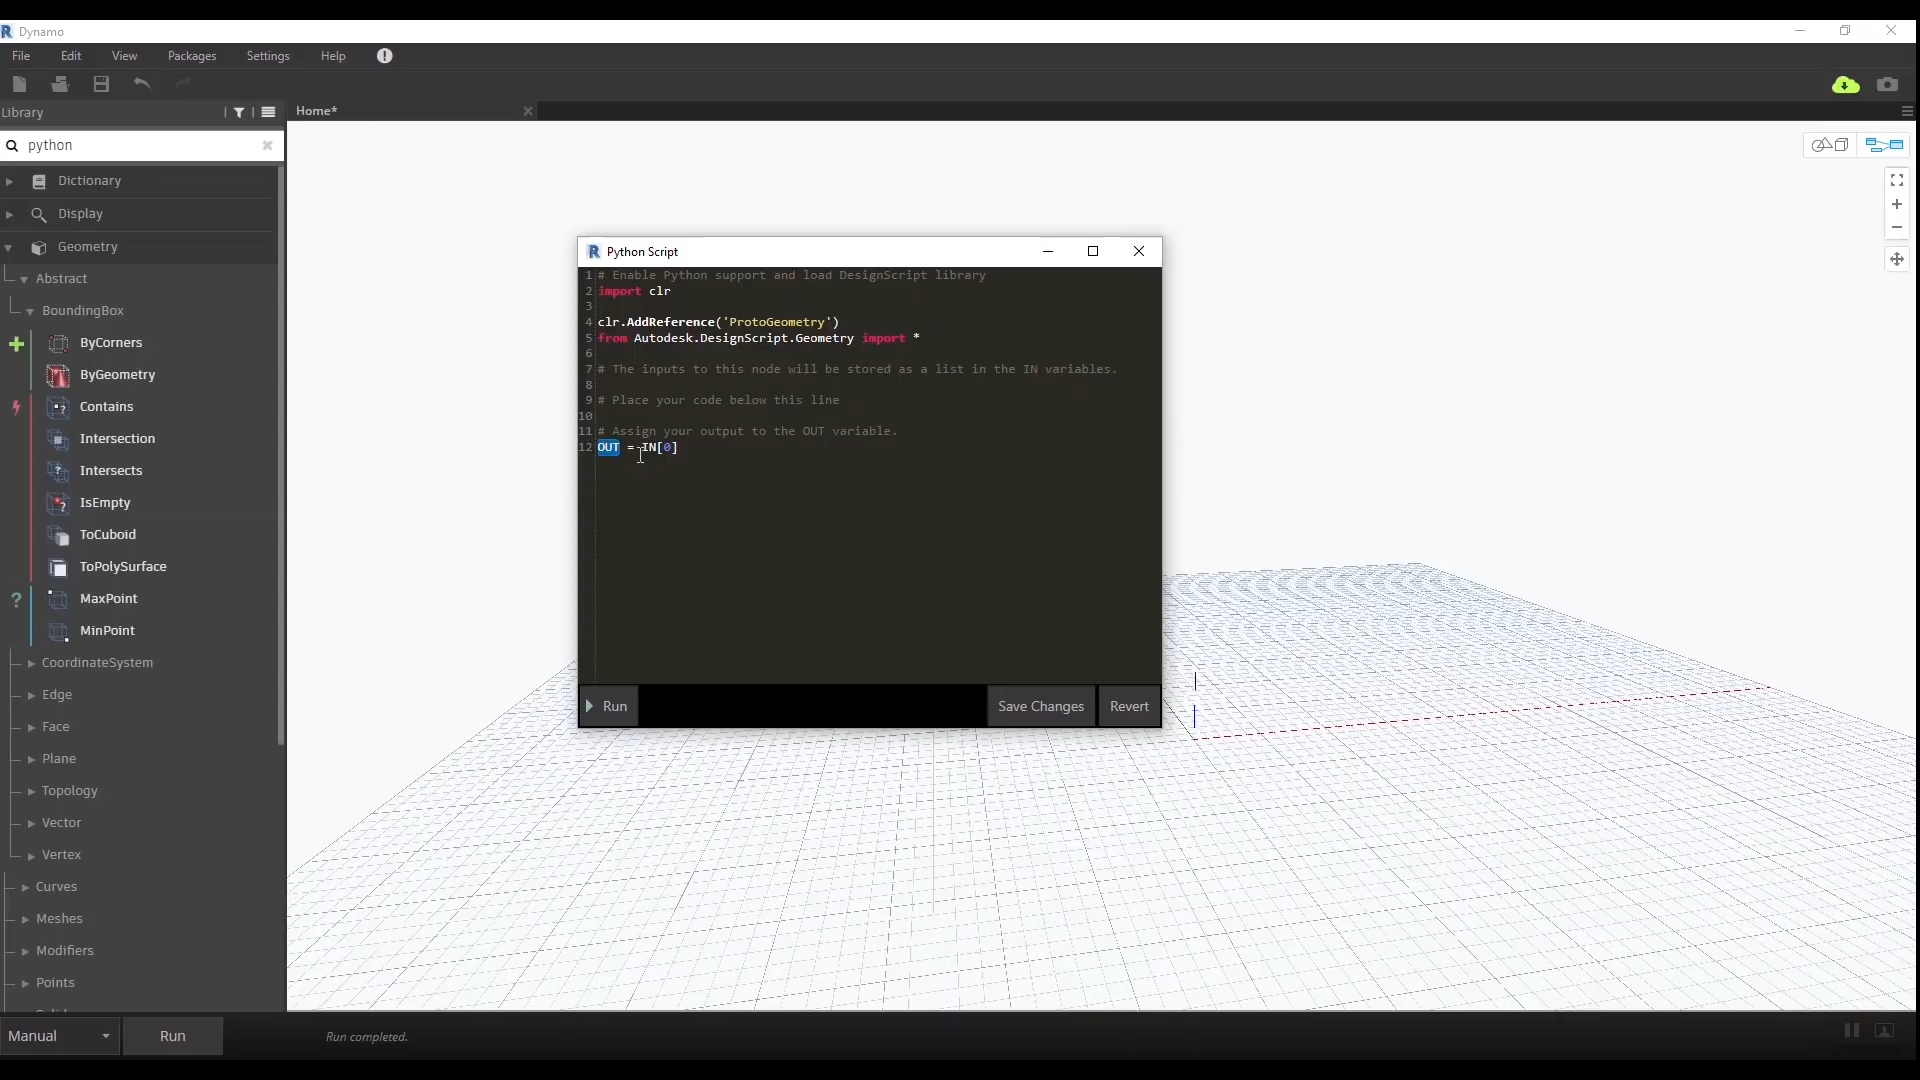 Dynamo
File Edit View Packages Settings Help
Library
Home*
python
Dictionary
Display
Geometry
Abstract
BoundingBox
ByCorners
ByGeometry
Contains
Intersection
Intersects
IsEmpty
ToCuboid
ToPolySurface
MaxPoint
MinPoint
CoordinateSystem
Edge
Face
Plane
Topology
Vector
Vertex
Curves
Meshes
Modifiers
Points
Manual Run Run completed.
Python Script
1 # Enable Python support and load DesignScript library
2 import clr
3
4 clr.AddReference('ProtoGeometry')
5 from Autodesk.DesignScript.Geometry import *
6
7 # The inputs to this node will be stored as a list in the IN variables.
8
9 # Place your code below this line
10
11 # Assign your output to the OUT variable.
12 OUT = IN[0]
Run Save Changes Revert